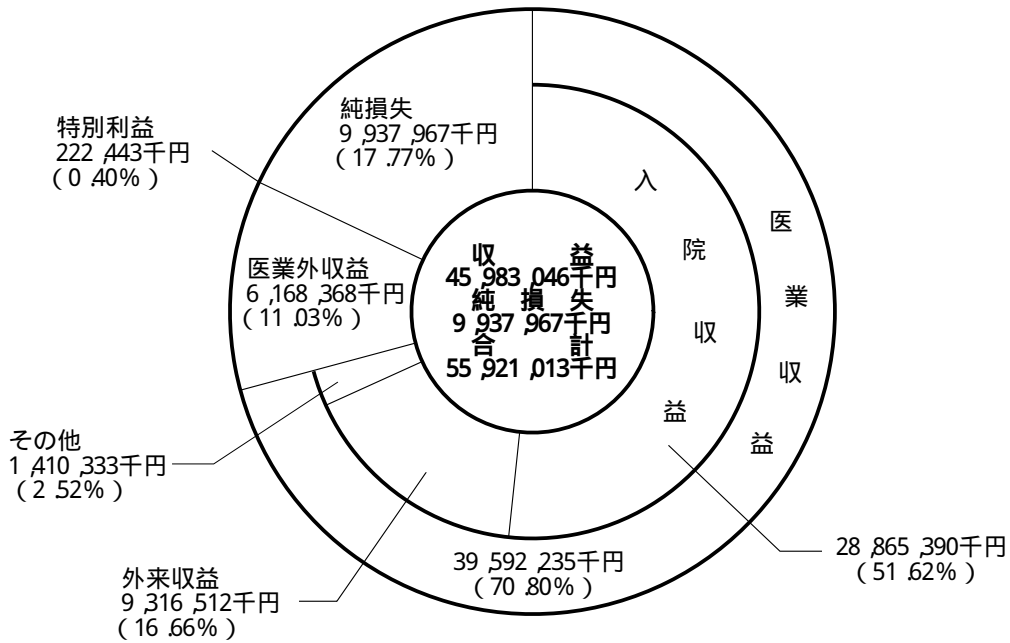 純損失
9,937,967千円
(17.77%)
特別利益
222,443千円
(0.40%)
医業外収益
6,168,368千円
(11.03%)
収益
45,983,046千円
純損失
9,937,967千円
合計
55,921,013千円
入院収益
医業収益
その他
1,410,333千円
(2.52%)
外来収益
9,316,512千円
(16.66%)
39,592,235千円
(70.80%)
28,865,390千円
(51.62%)